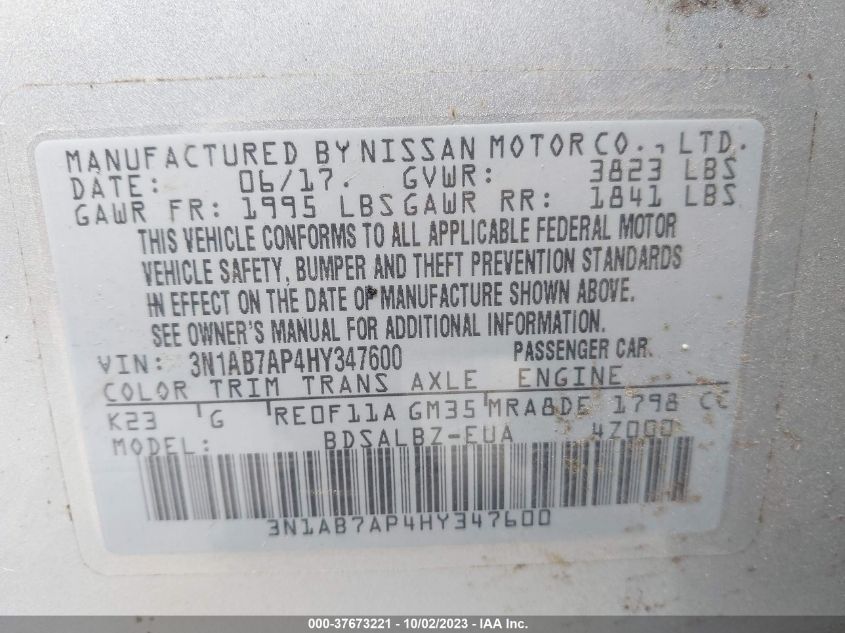 MANUFACTURED BY NISSAN MOTOR CO., LTD.
DATE: 06/17. GVWR: 3823 LBS
GAWR FR: 1995 LBS GAWR RR: 1841 LBS
THIS VEHICLE CONFORMS TO ALL APPLICABLE FEDERAL MOTOR
VEHICLE SAFETY, BUMPER AND THEFT PREVENTION STANDARDS
IN EFFECT ON THE DATE OF MANUFACTURE SHOWN ABOVE.
SEE OWNER'S MANUAL FOR ADDITIONAL INFORMATION.
VIN: 3N1AB7AP4HY347600 PASSENGER CAR.
COLOR TRIM TRANS AXLE ENGINE
K23 G RE0F11A GM35 MRA8DE 1798 CC
MODEL: BDSALBZ-EUA 4Z000
3N1AB7AP4HY347600
000-37673221 - 10/02/2023 - IAA Inc.